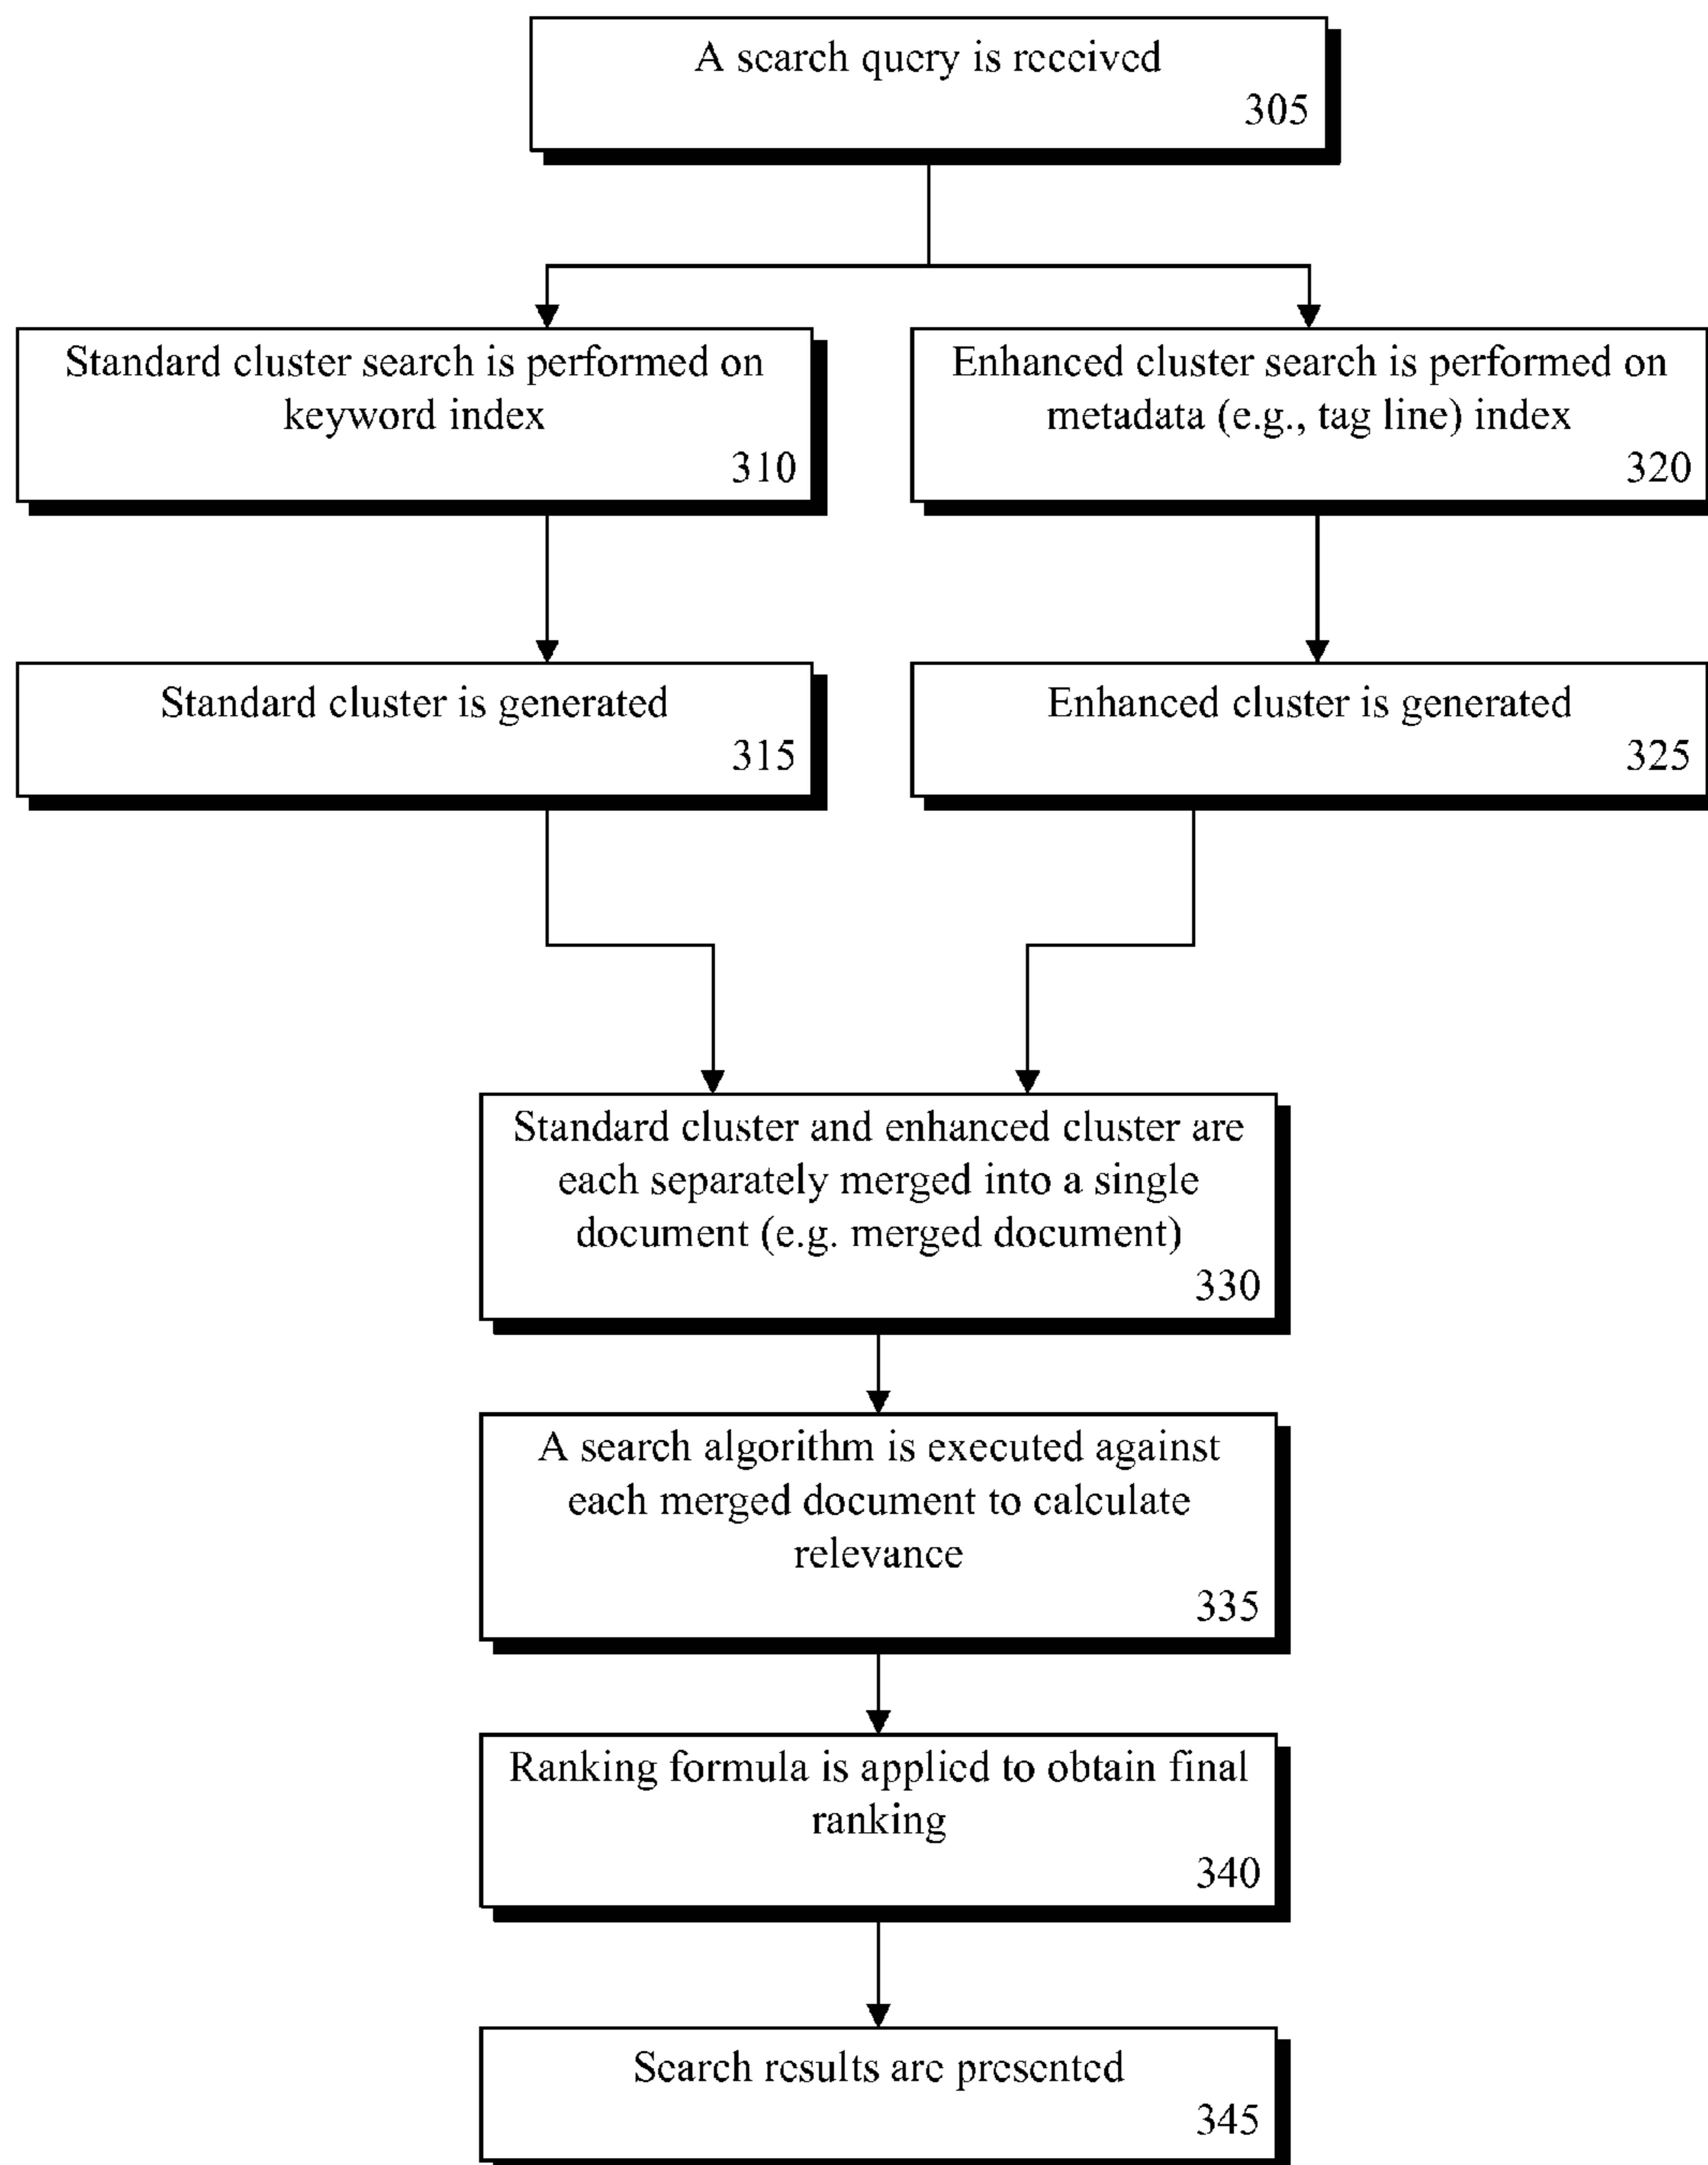 A search query is received
305
Standard cluster search is performed on
keyword index
310
Enhanced cluster search is performed on
metadata (e.g., tag line) index
320
Standard cluster is generated
315
Enhanced cluster is generated
325
Standard cluster and enhanced cluster are
each separately merged into a single
document (e.g. merged document)
330
A search algorithm is executed against
each merged document to calculate
relevance
335
Ranking formula is applied to obtain final
ranking
340
Search results are presented
345